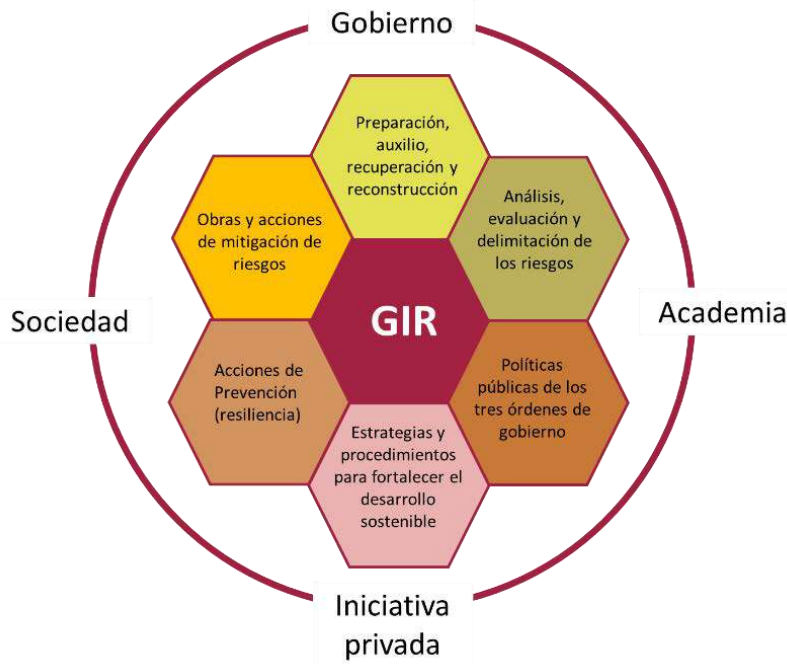 Gobierno
Preparación,
auxilio,
recuperación y
reconstrucción
Obras y acciones
de mitigación de
riesgos
Análisis,
evaluación y
delimitación de
los riesgos
GIR
Sociedad
Academia
Acciones de
Prevención
(resiliencia)
Políticas
públicas de los
tres órdenes de
gobierno
Estrategias y
procedimientos
para fortalecer el
desarrollo
sostenible
Iniciativa
privada